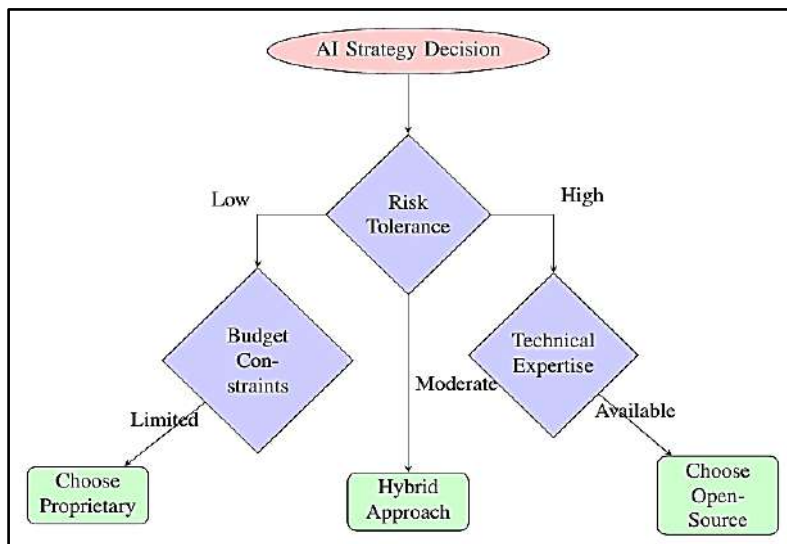 AI Strategy Decision
Low
Risk
Tolerance
High
Budget
Con-
straints
Technical
Expertise
Moderate
Limited
Available
Choose
Proprietary
Hybrid
Approach
Choose
Open-
Source